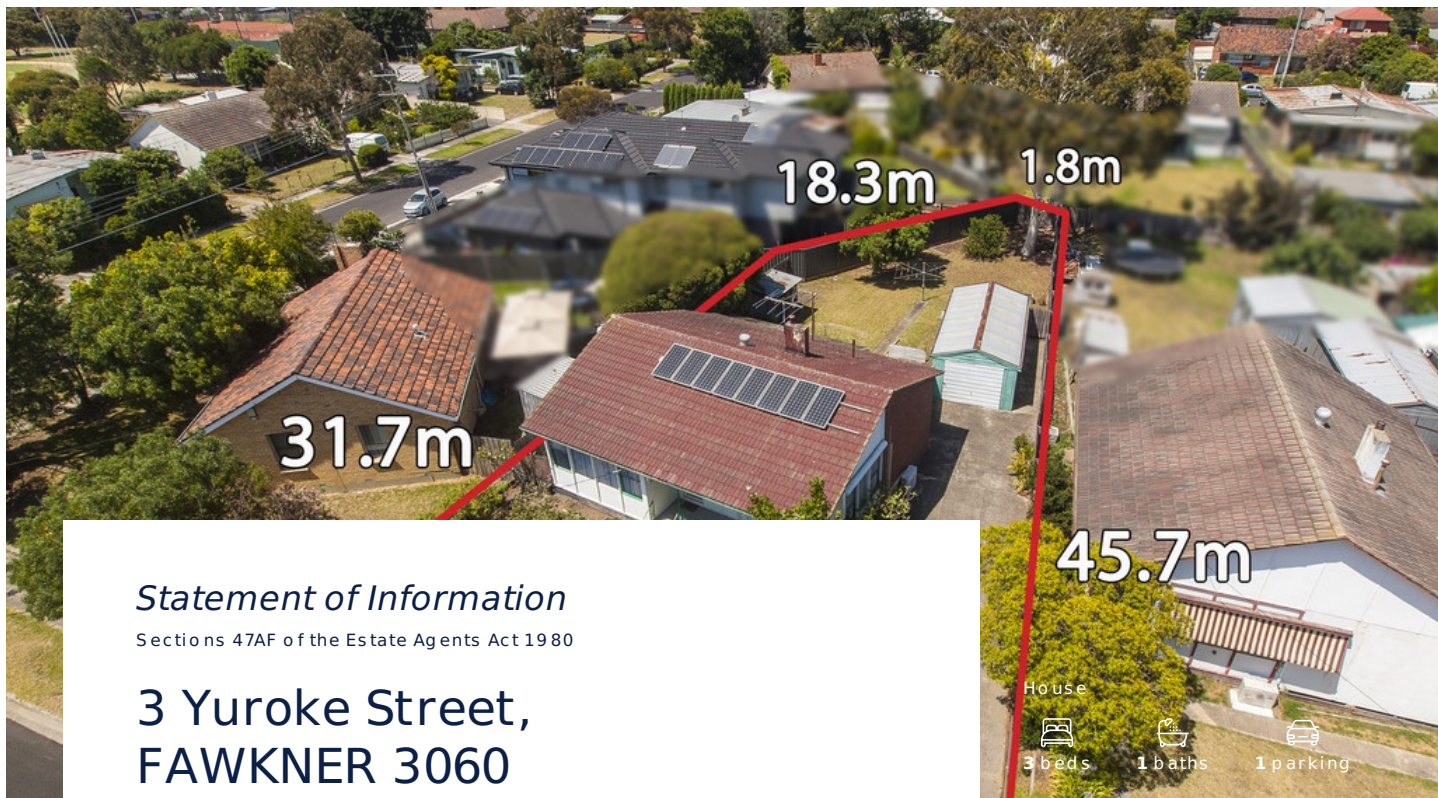 18.3m
1.8m
31.7m
45.7m
Statement of Information
Sections 47AF of the Estate Agents Act 1980
3 Yuroke Street,
FAWKNER 3060
House
3 beds 1 baths 1 parking